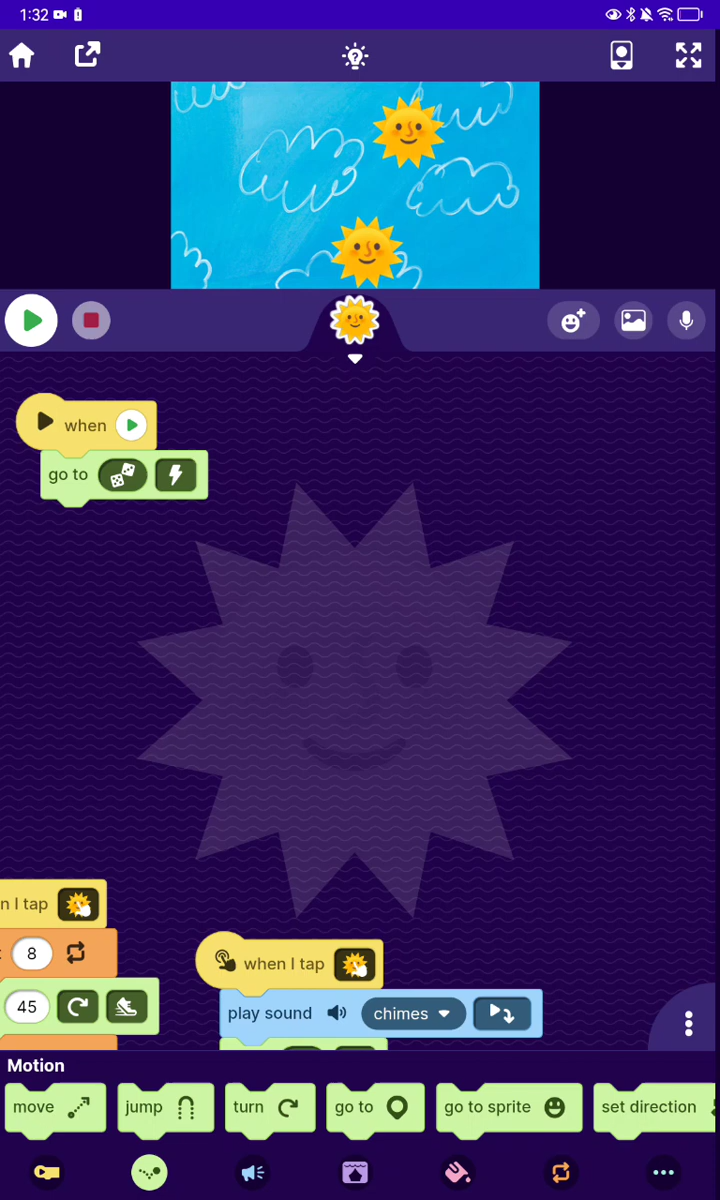 1:32
when
go to
n I tap
8
45
when I tap
play sound chimes
Motion
move jump turn go to go to sprite set direction